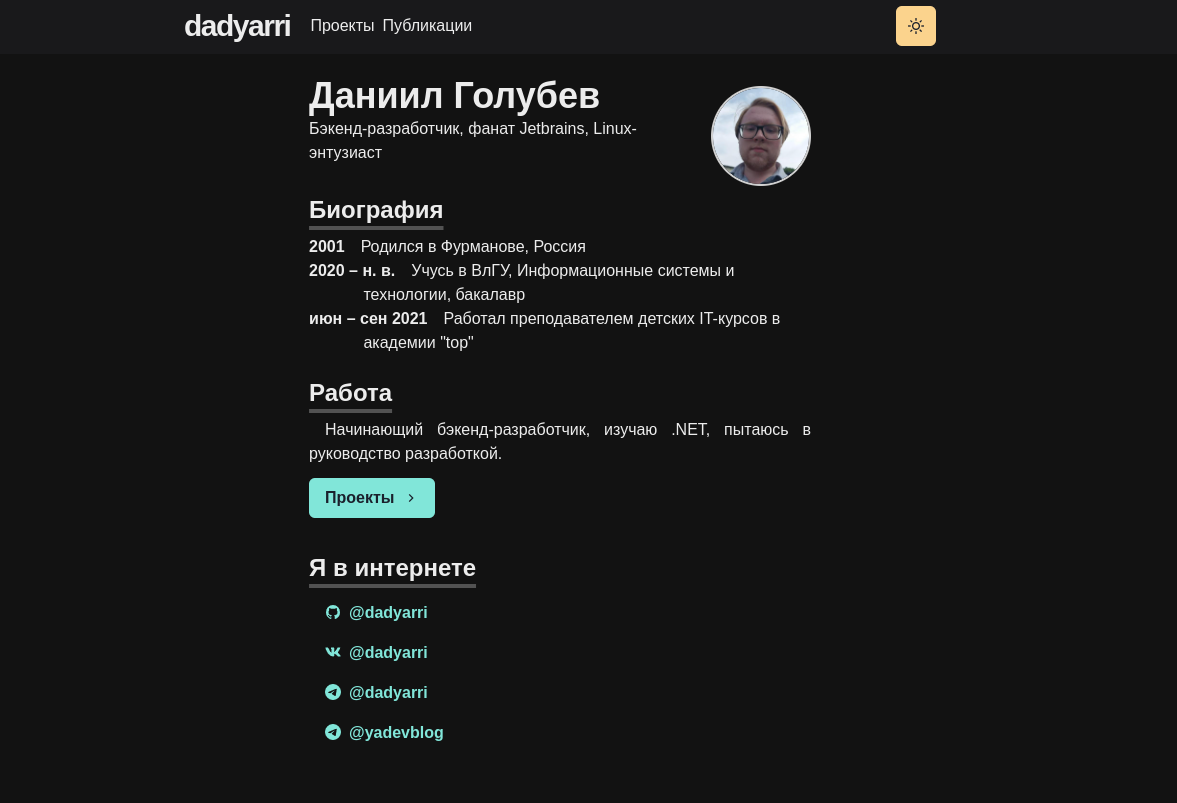 dadyarri
Проекты Публикации
Даниил Голубев
Бэкенд-разработчик, фанат Jetbrains, Linux-
энтузиаст
Биография
2001 Родился в Фурманове, Россия
2020 – н. в. Учусь в ВлГУ, Информационные системы и
технологии, бакалавр
июн – сен 2021 Работал преподавателем детских IT-курсов в
академии "top"
Работа
Начинающий бэкенд-разработчик, изучаю .NET, пытаюсь в
руководство разработкой.
Проекты
Я в интернете
@dadyarri
@dadyarri
@dadyarri
@yadevblog